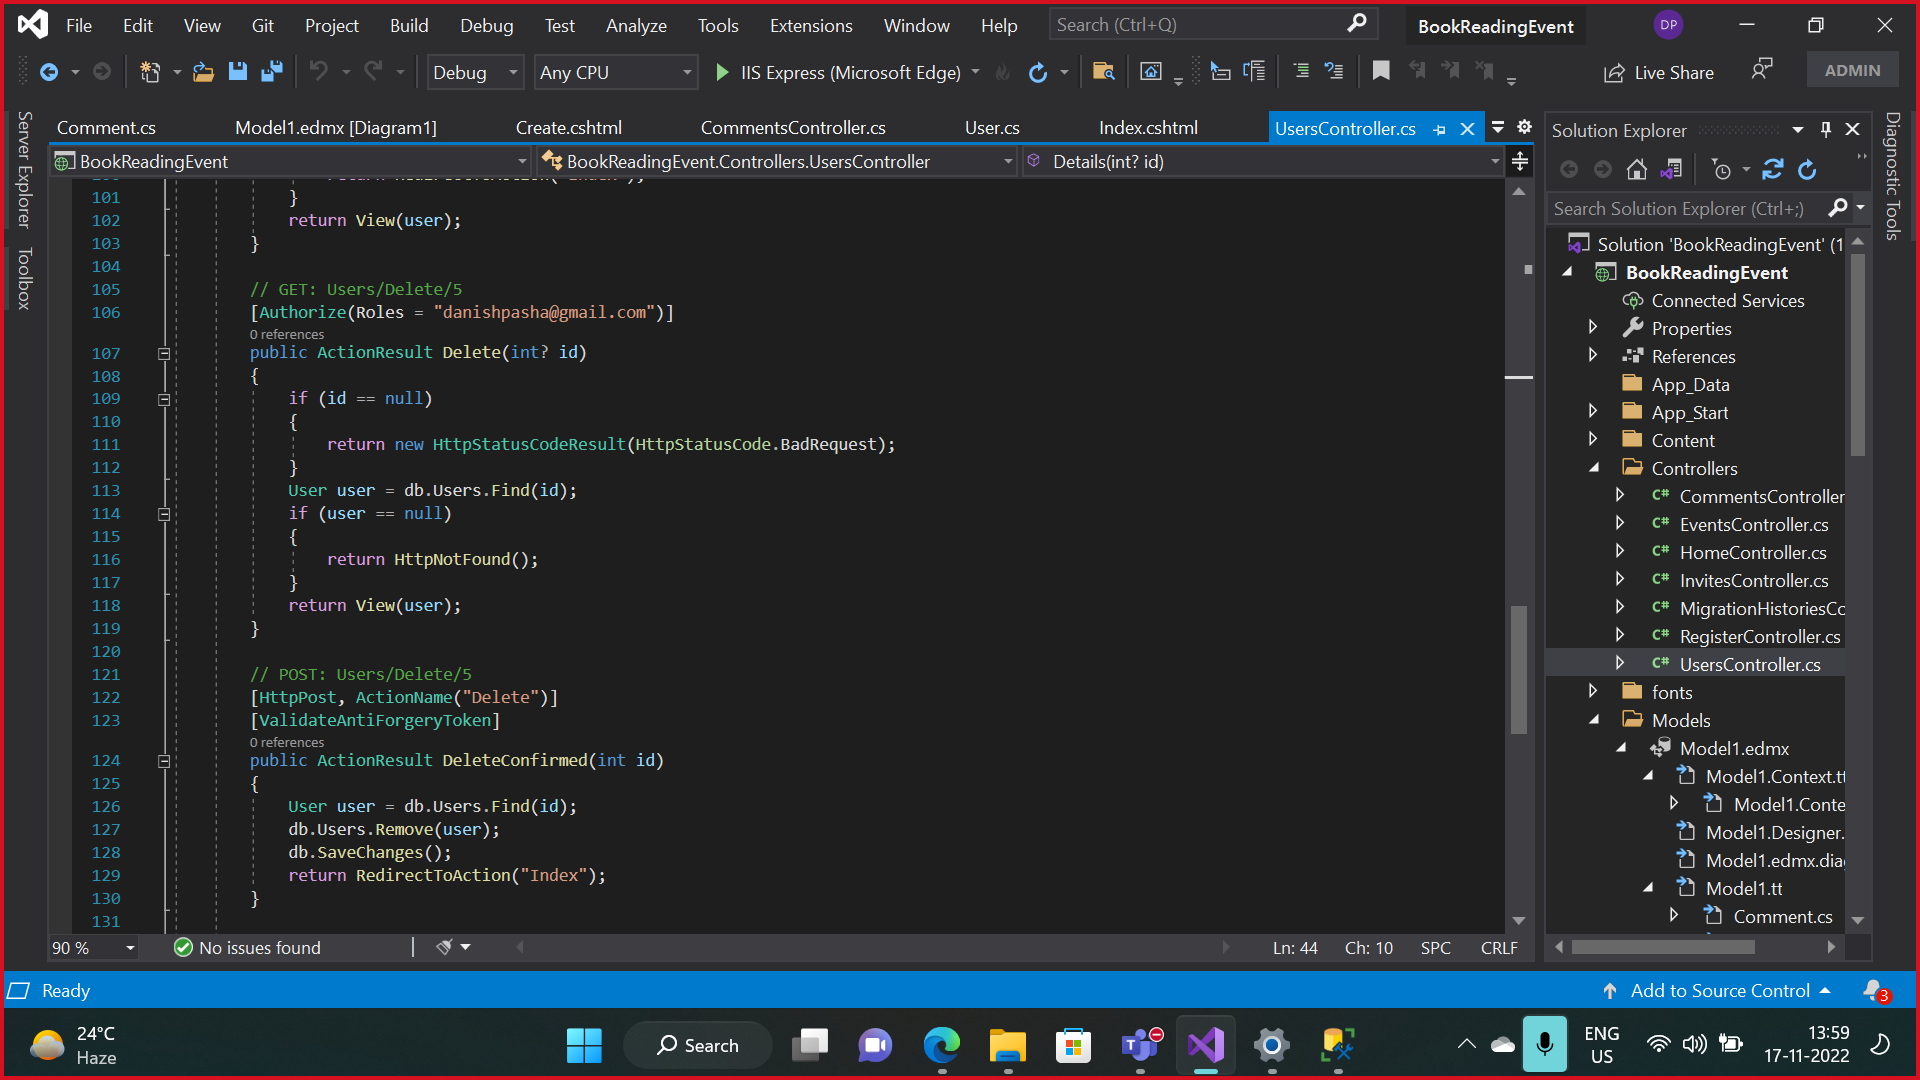 File Edit View Git Project Build Debug Test Analyze Tools Extensions Window Help Search (Ctrl+Q) BookReadingEvent DP
Debug Any CPU IIS Express (Microsoft Edge) Live Share ADMIN
Server Explorer
Toolbox
Comment.cs Model1.edmx [Diagram1] Create.cshtml CommentsController.cs User.cs Index.cshtml UsersController.cs
BookReadingEvent BookReadingEvent.Controllers.UsersController Details(int? id)
101 }
102 return View(user);
103 }
104
105 // GET: Users/Delete/5
106 [Authorize(Roles = "danishpasha@gmail.com")]
0 references
107 public ActionResult Delete(int? id)
108 {
109 if (id == null)
110 {
111 return new HttpStatusCodeResult(HttpStatusCode.BadRequest);
112 }
113 User user = db.Users.Find(id);
114 if (user == null)
115 {
116 return HttpNotFound();
117 }
118 return View(user);
119 }
120
121 // POST: Users/Delete/5
122 [HttpPost, ActionName("Delete")]
123 [ValidateAntiForgeryToken]
0 references
124 public ActionResult DeleteConfirmed(int id)
125 {
126 User user = db.Users.Find(id);
127 db.Users.Remove(user);
128 db.SaveChanges();
129 return RedirectToAction("Index");
130 }
131
90 % No issues found Ln: 44 Ch: 10 SPC CRLF
Solution Explorer
Search Solution Explorer (Ctrl+;)
Solution 'BookReadingEvent' (1
BookReadingEvent
Connected Services
Properties
References
App_Data
App_Start
Content
Controllers
C# CommentsController
C# EventsController.cs
C# HomeController.cs
C# InvitesController.cs
C# MigrationHistoriesCo
C# RegisterController.cs
C# UsersController.cs
fonts
Models
Model1.edmx
Model1.Context.tt
Model1.Conte
Model1.Designer.
Model1.edmx.dia
Model1.tt
Comment.cs
Diagnostic Tools
Ready Add to Source Control 3
24°C
Haze
Search
ENG
US
13:59
17-11-2022